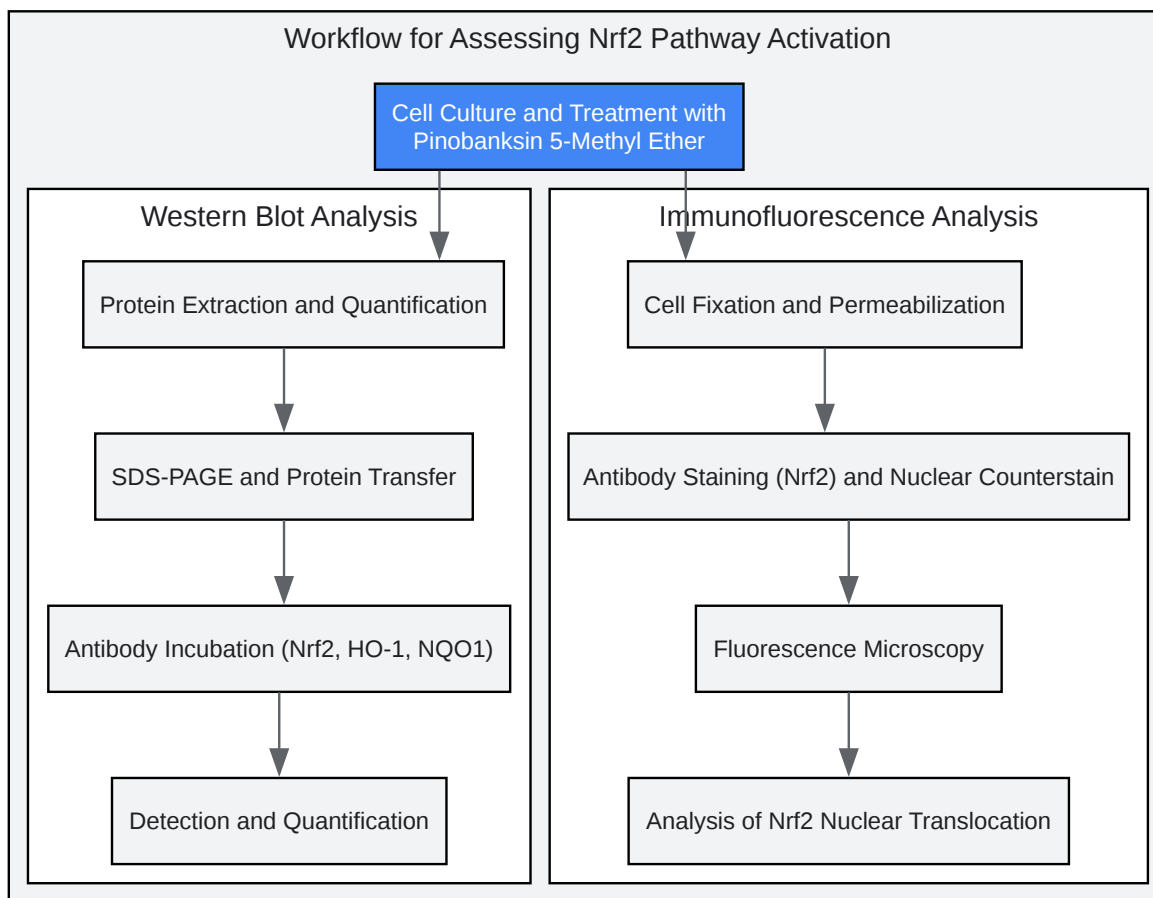 Workflow for Assessing Nrf2 Pathway Activation
Cell Culture and Treatment with
Pinobanksin 5-Methyl Ether
Western Blot Analysis
Protein Extraction and Quantification
SDS-PAGE and Protein Transfer
Antibody Incubation (Nrf2, HO-1, NQO1)
Detection and Quantification
Immunofluorescence Analysis
Cell Fixation and Permeabilization
Antibody Staining (Nrf2) and Nuclear Counterstain
Fluorescence Microscopy
Analysis of Nrf2 Nuclear Translocation